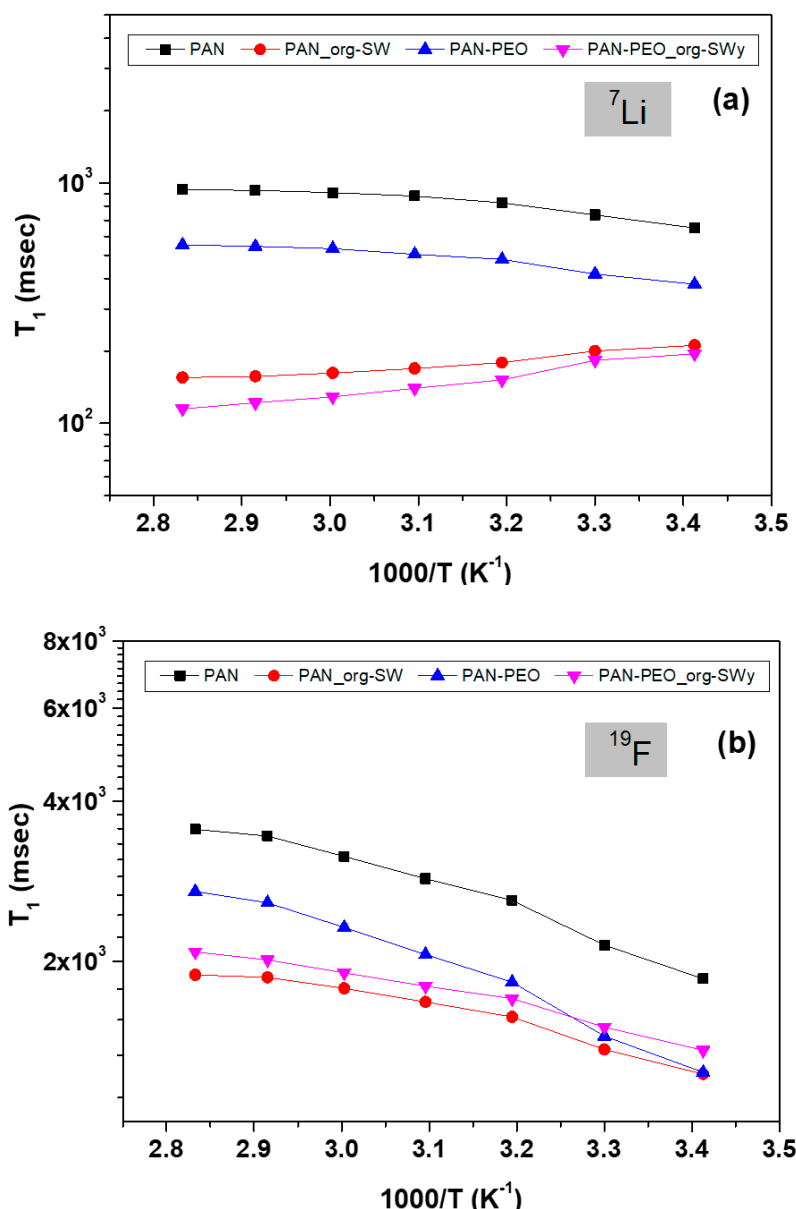 PAN PAN_org-SW PAN-PEO PAN-PEO_org-SWy
(a)
⁷Li
10³
10²
T₁ (msec)
2.8 2.9 3.0 3.1 3.2 3.3 3.4 3.5
1000/T (K⁻¹)
8x10³
PAN PAN_org-SW PAN-PEO PAN-PEO_org-SWy
6x10³
(b)
¹⁹F
4x10³
2x10³
T₁ (msec)
2.8 2.9 3.0 3.1 3.2 3.3 3.4 3.5
1000/T (K⁻¹)